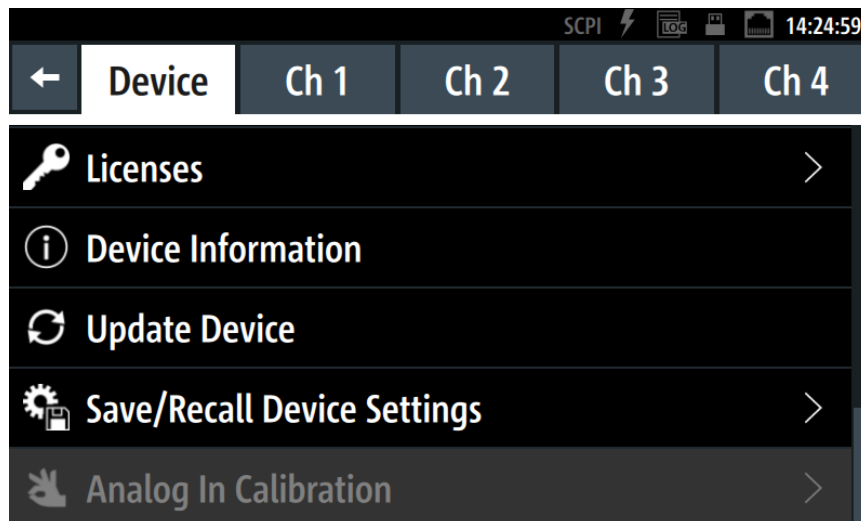 SCPI LOG 14:24:59
Device Ch 1 Ch 2 Ch 3 Ch 4
Licenses
Device Information
Update Device
Save/Recall Device Settings
Analog In Calibration